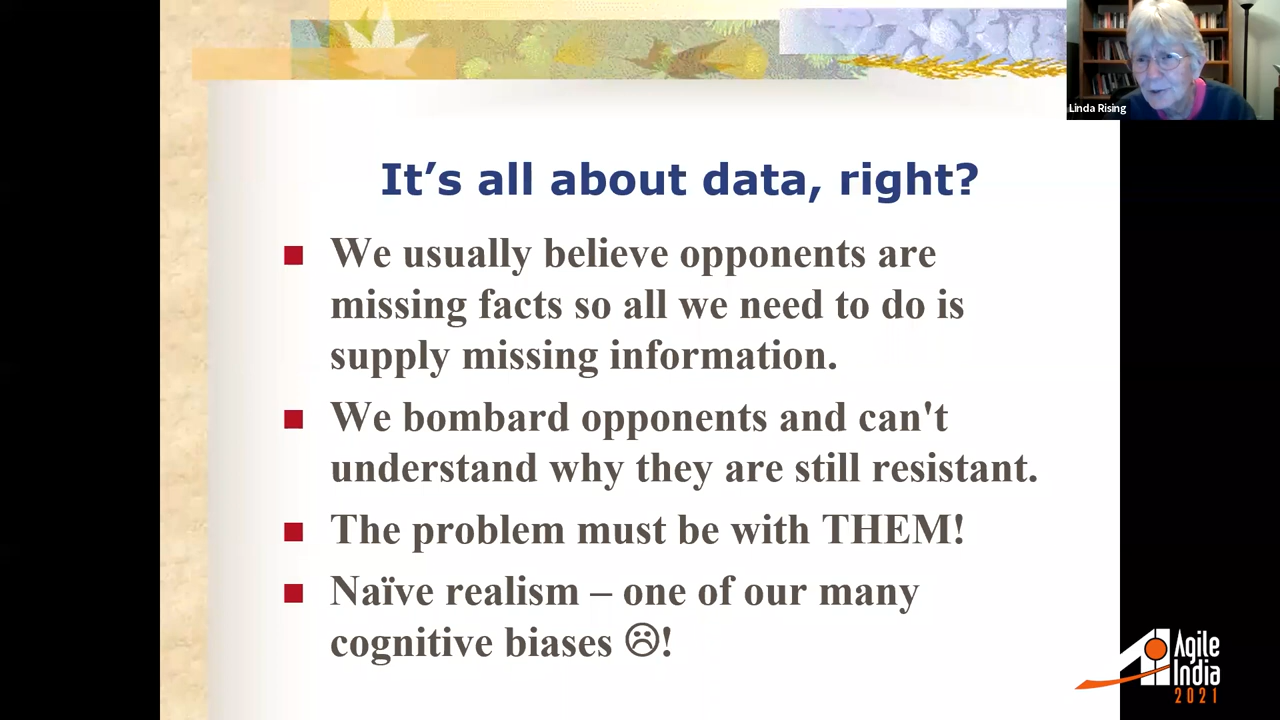 Linda Rising
It's all about data, right?
■ We usually believe opponents are
missing facts so all we need to do is
supply missing information.
■ We bombard opponents and can't
understand why they are still resistant.
■ The problem must be with THEM!
■ Naïve realism – one of our many
cognitive biases ☹!
Agile
India
2021